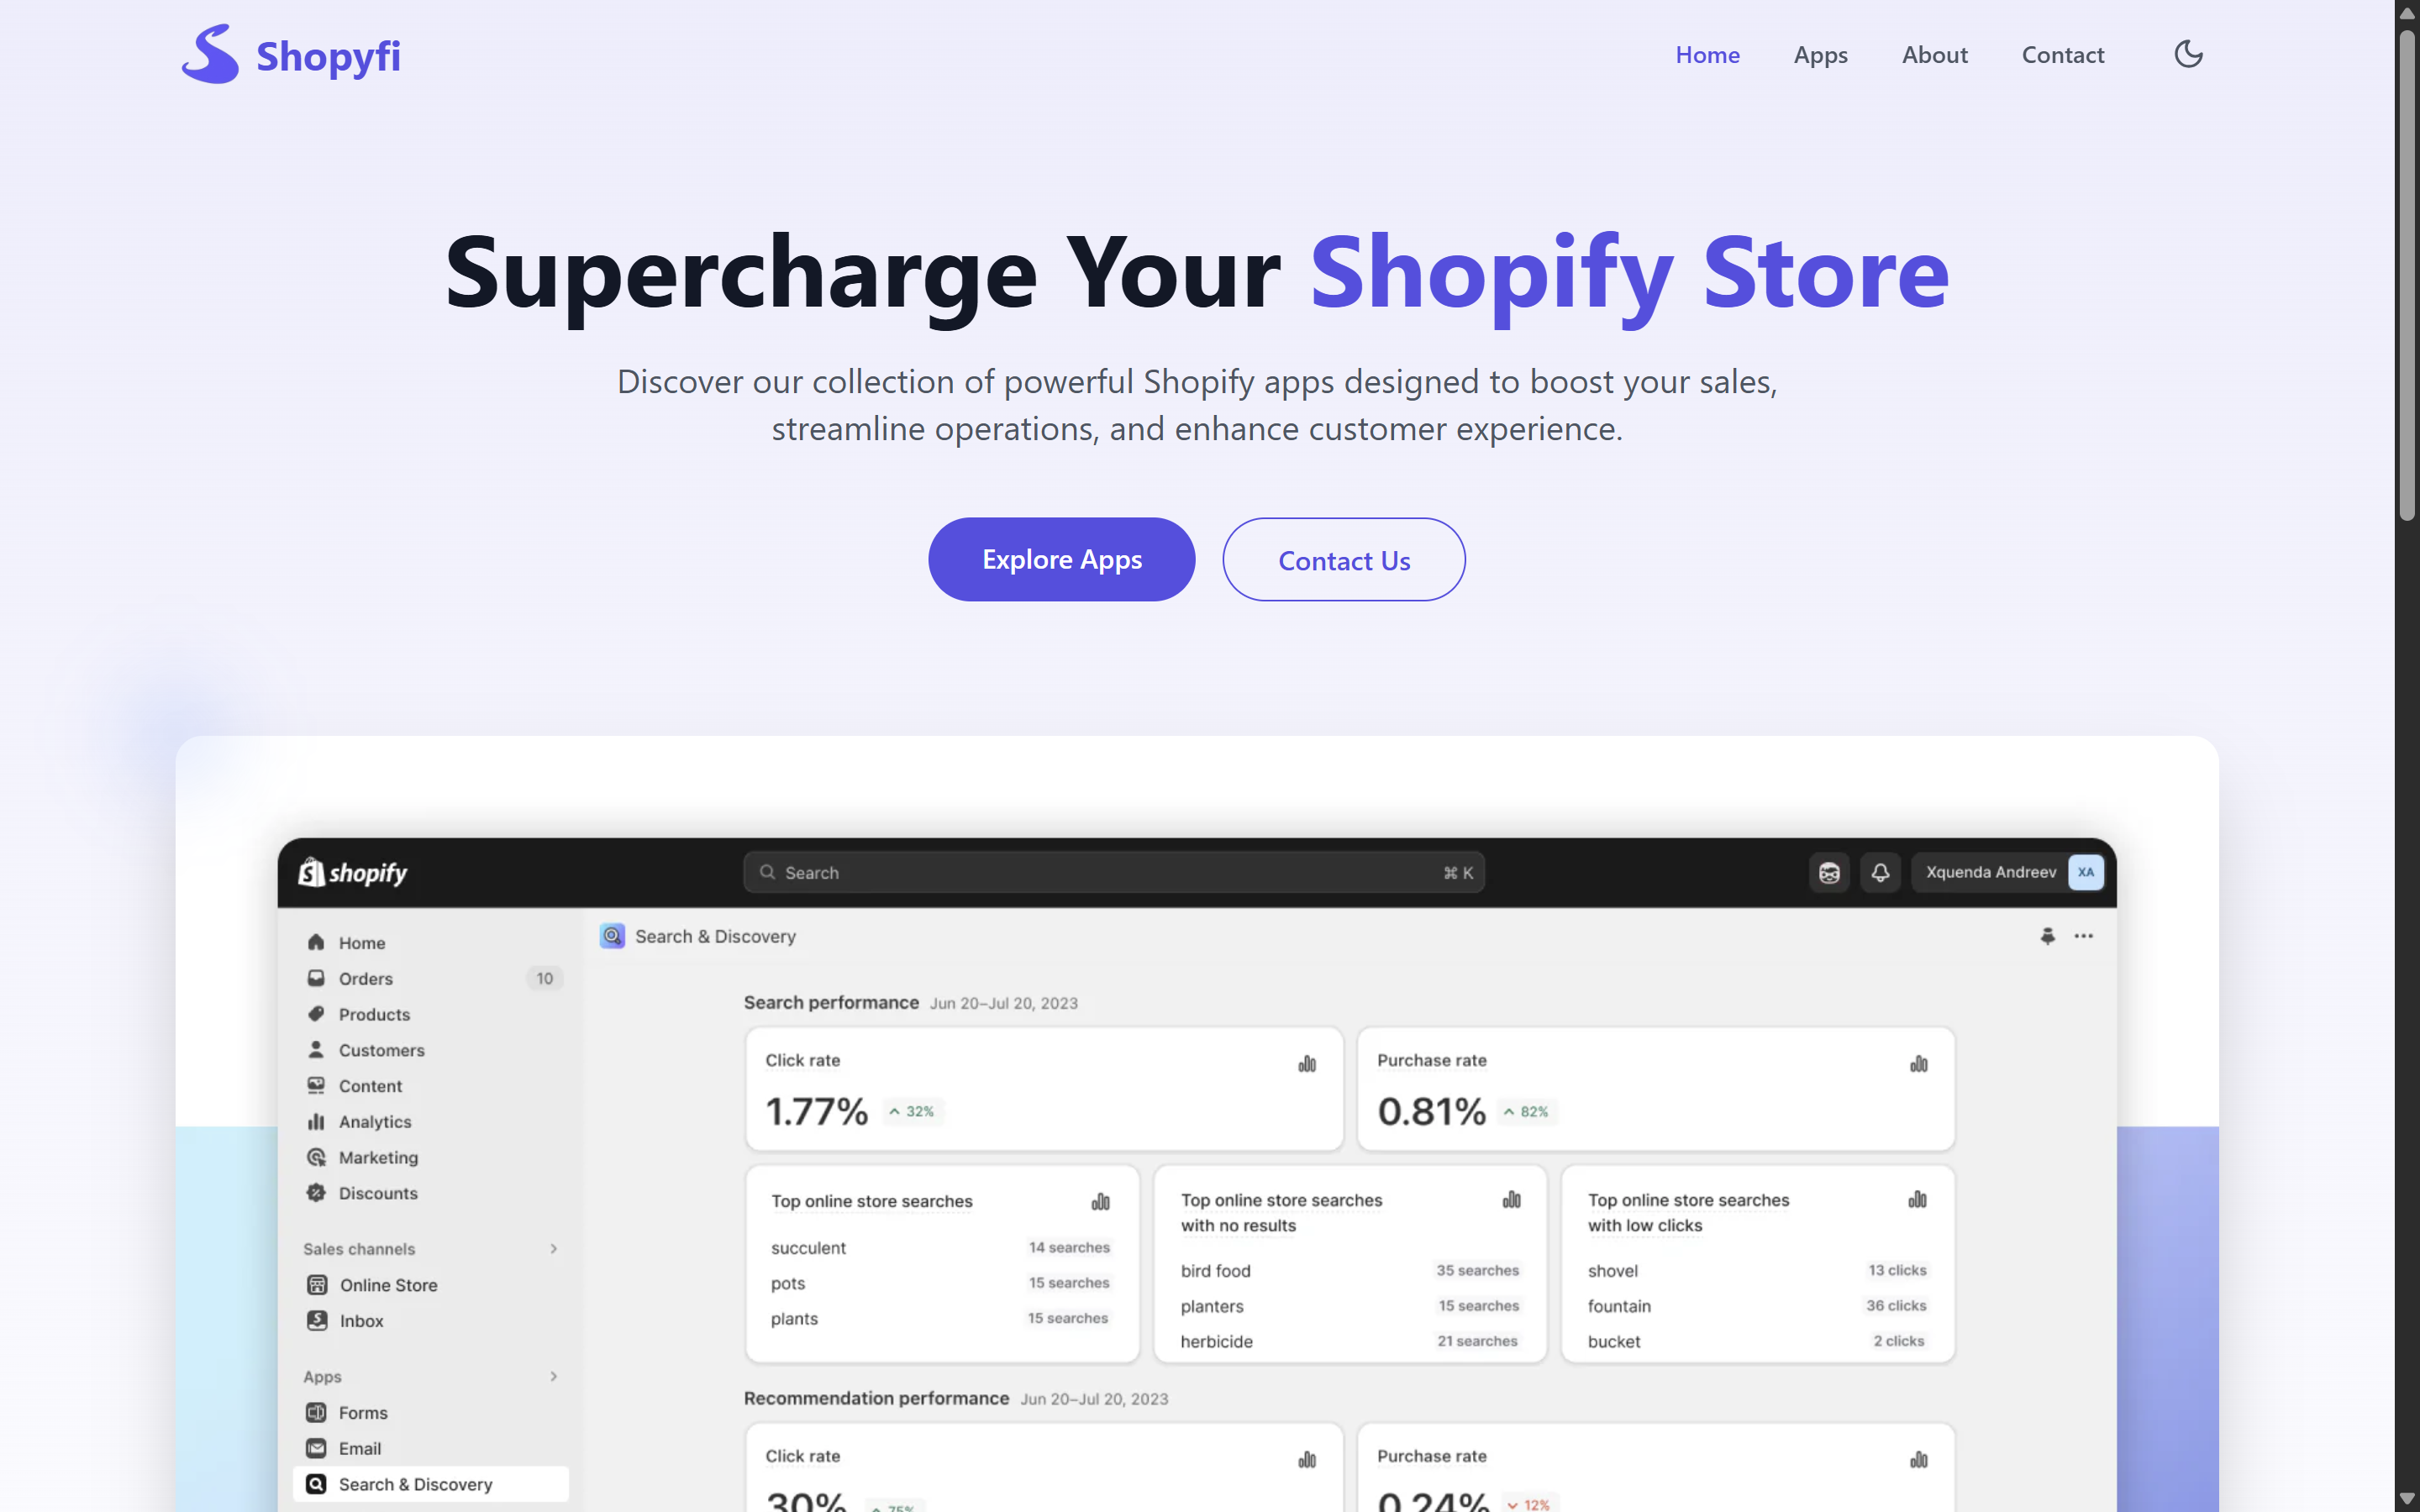 Shopyfi
Home Apps About Contact
Supercharge Your Shopify Store
Discover our collection of powerful Shopify apps designed to boost your sales,
streamline operations, and enhance customer experience.
Explore Apps Contact Us
shopify
Search ⌘ K
Xquenda Andreev XA
Home
Orders 10
Products
Customers
Content
Analytics
Marketing
Discounts
Sales channels
Online Store
Inbox
Apps
Forms
Email
Search & Discovery
Search & Discovery
Search performance Jun 20–Jul 20, 2023
Click rate
1.77% 32%
Purchase rate
0.81% 82%
Top online store searches
succulent 14 searches
pots 15 searches
plants 15 searches
Top online store searches
with no results
bird food 35 searches
planters 15 searches
herbicide 21 searches
Top online store searches
with low clicks
shovel 13 clicks
fountain 36 clicks
bucket 2 clicks
Recommendation performance Jun 20–Jul 20, 2023
Click rate
30% 75%
Purchase rate
0.24% 12%